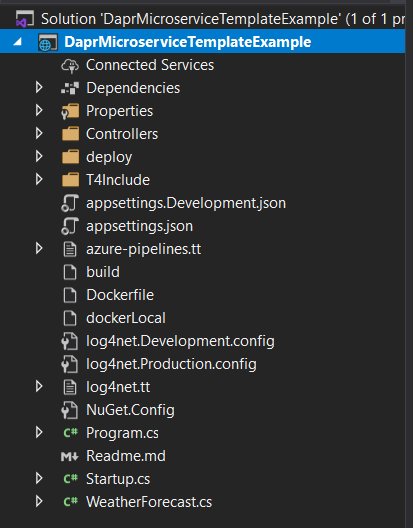 Solution 'DaprMicroserviceTemplateExample' (1 of 1 pr
DaprMicroserviceTemplateExample
Connected Services
Dependencies
Properties
Controllers
deploy
T4Include
appsettings.Development.json
appsettings.json
azure-pipelines.tt
build
Dockerfile
dockerLocal
log4net.Development.config
log4net.Production.config
log4net.tt
NuGet.Config
C# Program.cs
Readme.md
C# Startup.cs
C# WeatherForecast.cs